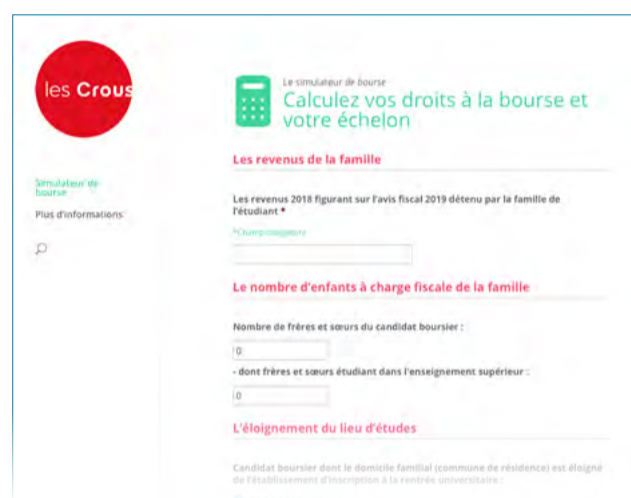 les Crous
Simulateur de
bourse
Plus d'informations
Le simulateur de bourse
Calculez vos droits à la bourse et
votre échelon
Les revenus de la famille
Les revenus 2018 figurant sur l'avis fiscal 2019 détenu par la famille de
l'étudiant *
*Champ obligatoire
Le nombre d'enfants à charge fiscale de la famille
Nombre de frères et sœurs du candidat boursier :
0
- dont frères et sœurs étudiant dans l'enseignement supérieur :
0
L'éloignement du lieu d'études
Candidat boursier dont le domicile familial (commune de résidence) est éloigné
de l'établissement d'inscription à la rentrée universitaire :